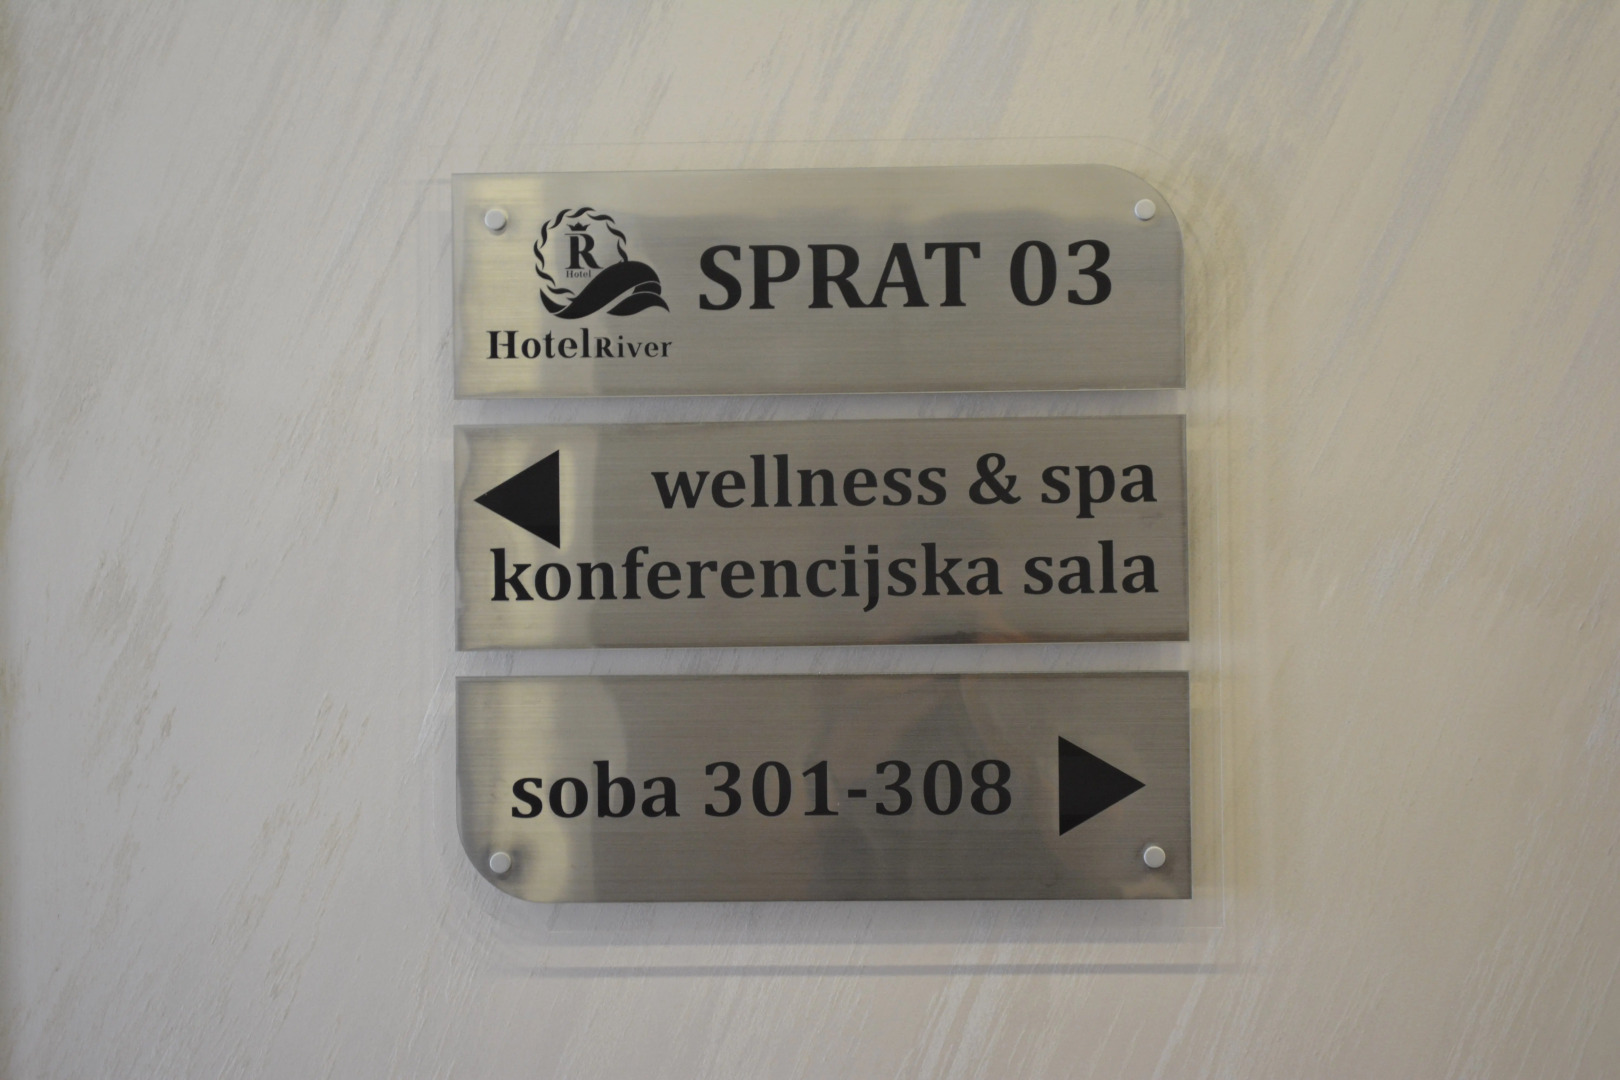 R
Hotel
HotelRiver
SPRAT 03
wellness & spa
konferencijska sala
soba 301-308